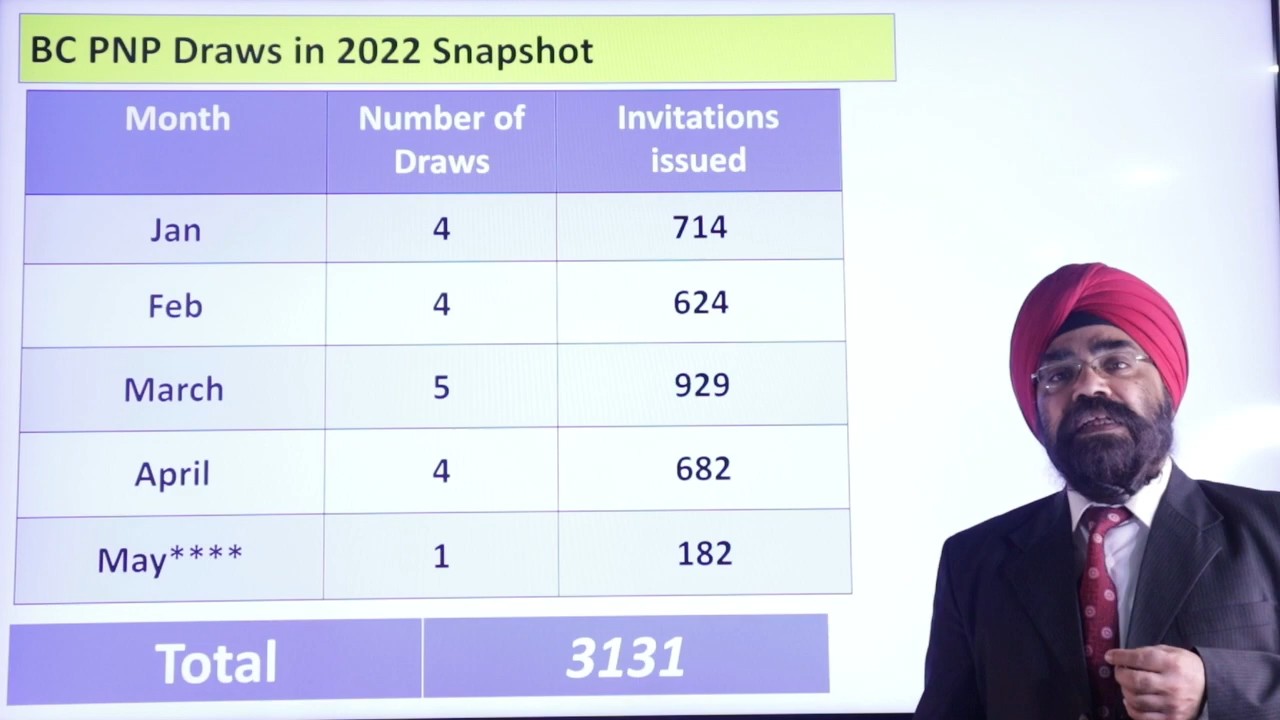 BC PNP Draws in 2022 Snapshot
Month Number of Draws Invitations issued
Jan 4 714
Feb 4 624
March 5 929
April 4 682
May**** 1 182
Total 3131